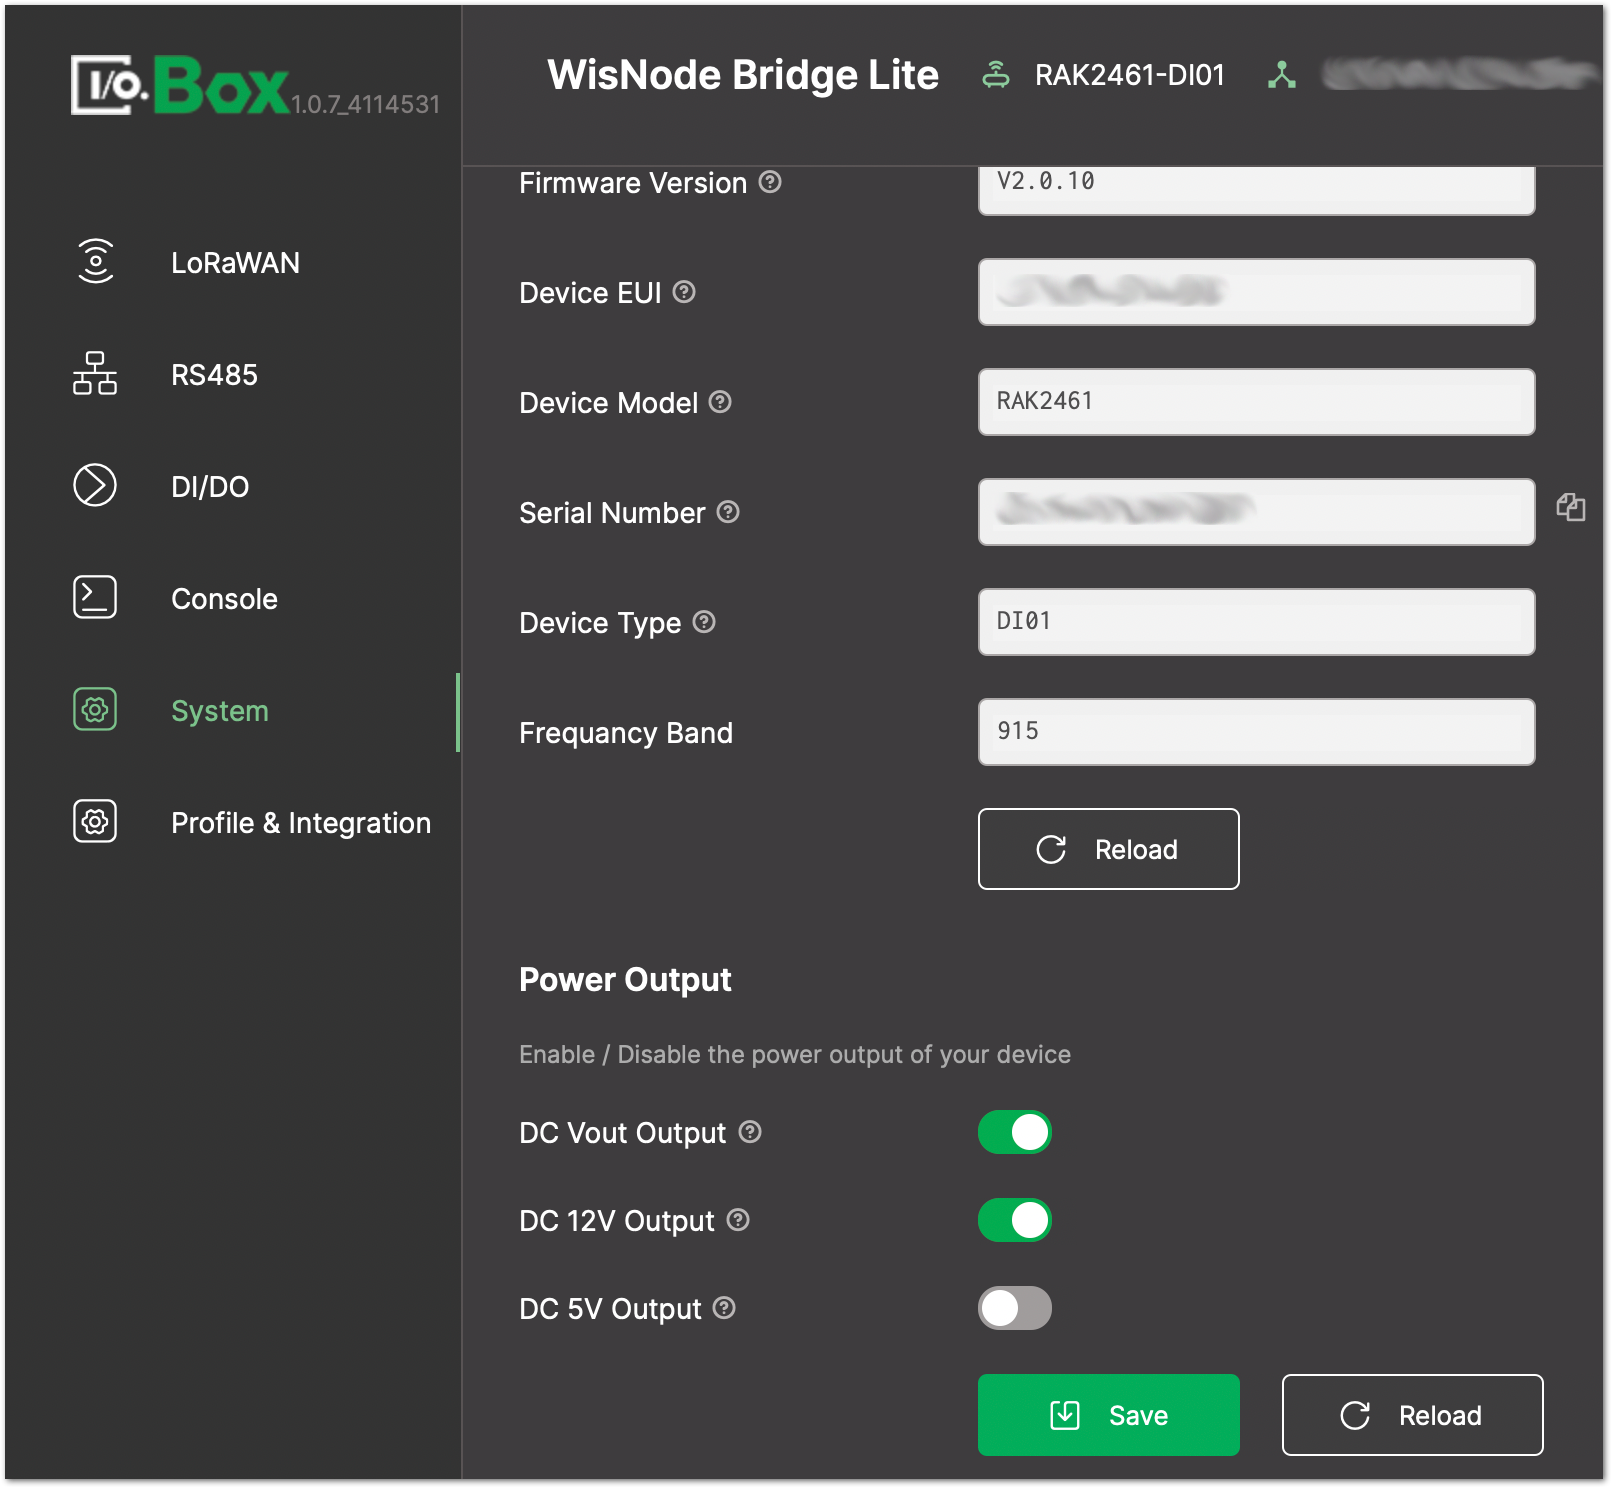 I/O.Box 1.0.7_4114531
WisNode Bridge Lite RAK2461-DI01
LoRaWAN
RS485
DI/DO
Console
System
Profile & Integration
Firmware Version V2.0.10
Device EUI
Device Model RAK2461
Serial Number
Device Type DI01
Frequancy Band 915
Reload
Power Output
Enable / Disable the power output of your device
DC Vout Output
DC 12V Output
DC 5V Output
Save Reload